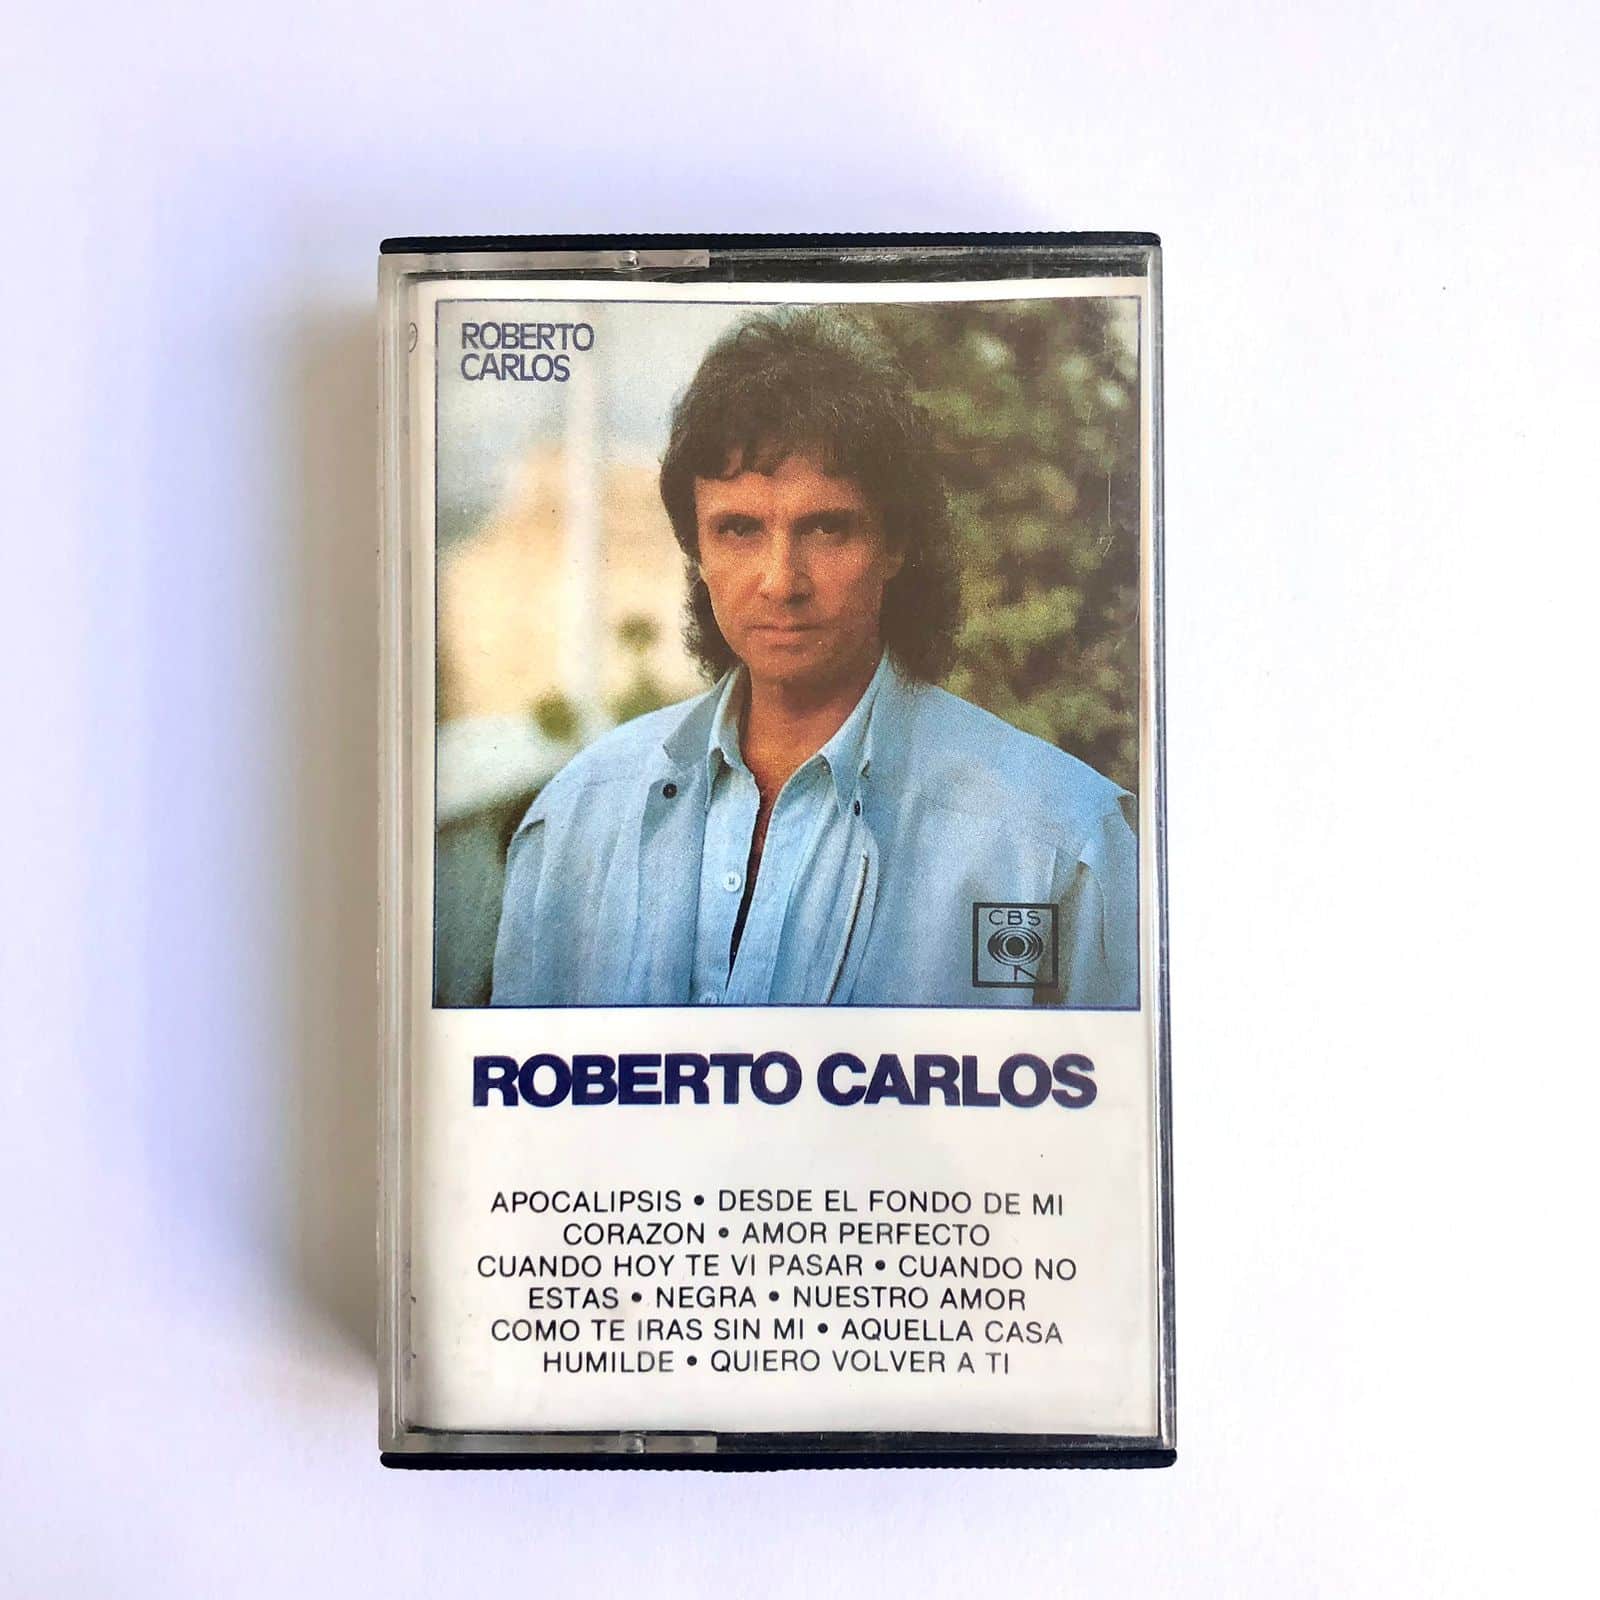 ROBERTO
CARLOS
CBS
ROBERTO CARLOS
APOCALIPSIS • DESDE EL FONDO DE MI
CORAZON • AMOR PERFECTO
CUANDO HOY TE VI PASAR • CUANDO NO
ESTAS • NEGRA • NUESTRO AMOR
COMO TE IRAS SIN MI • AQUELLA CASA
HUMILDE • QUIERO VOLVER A TI